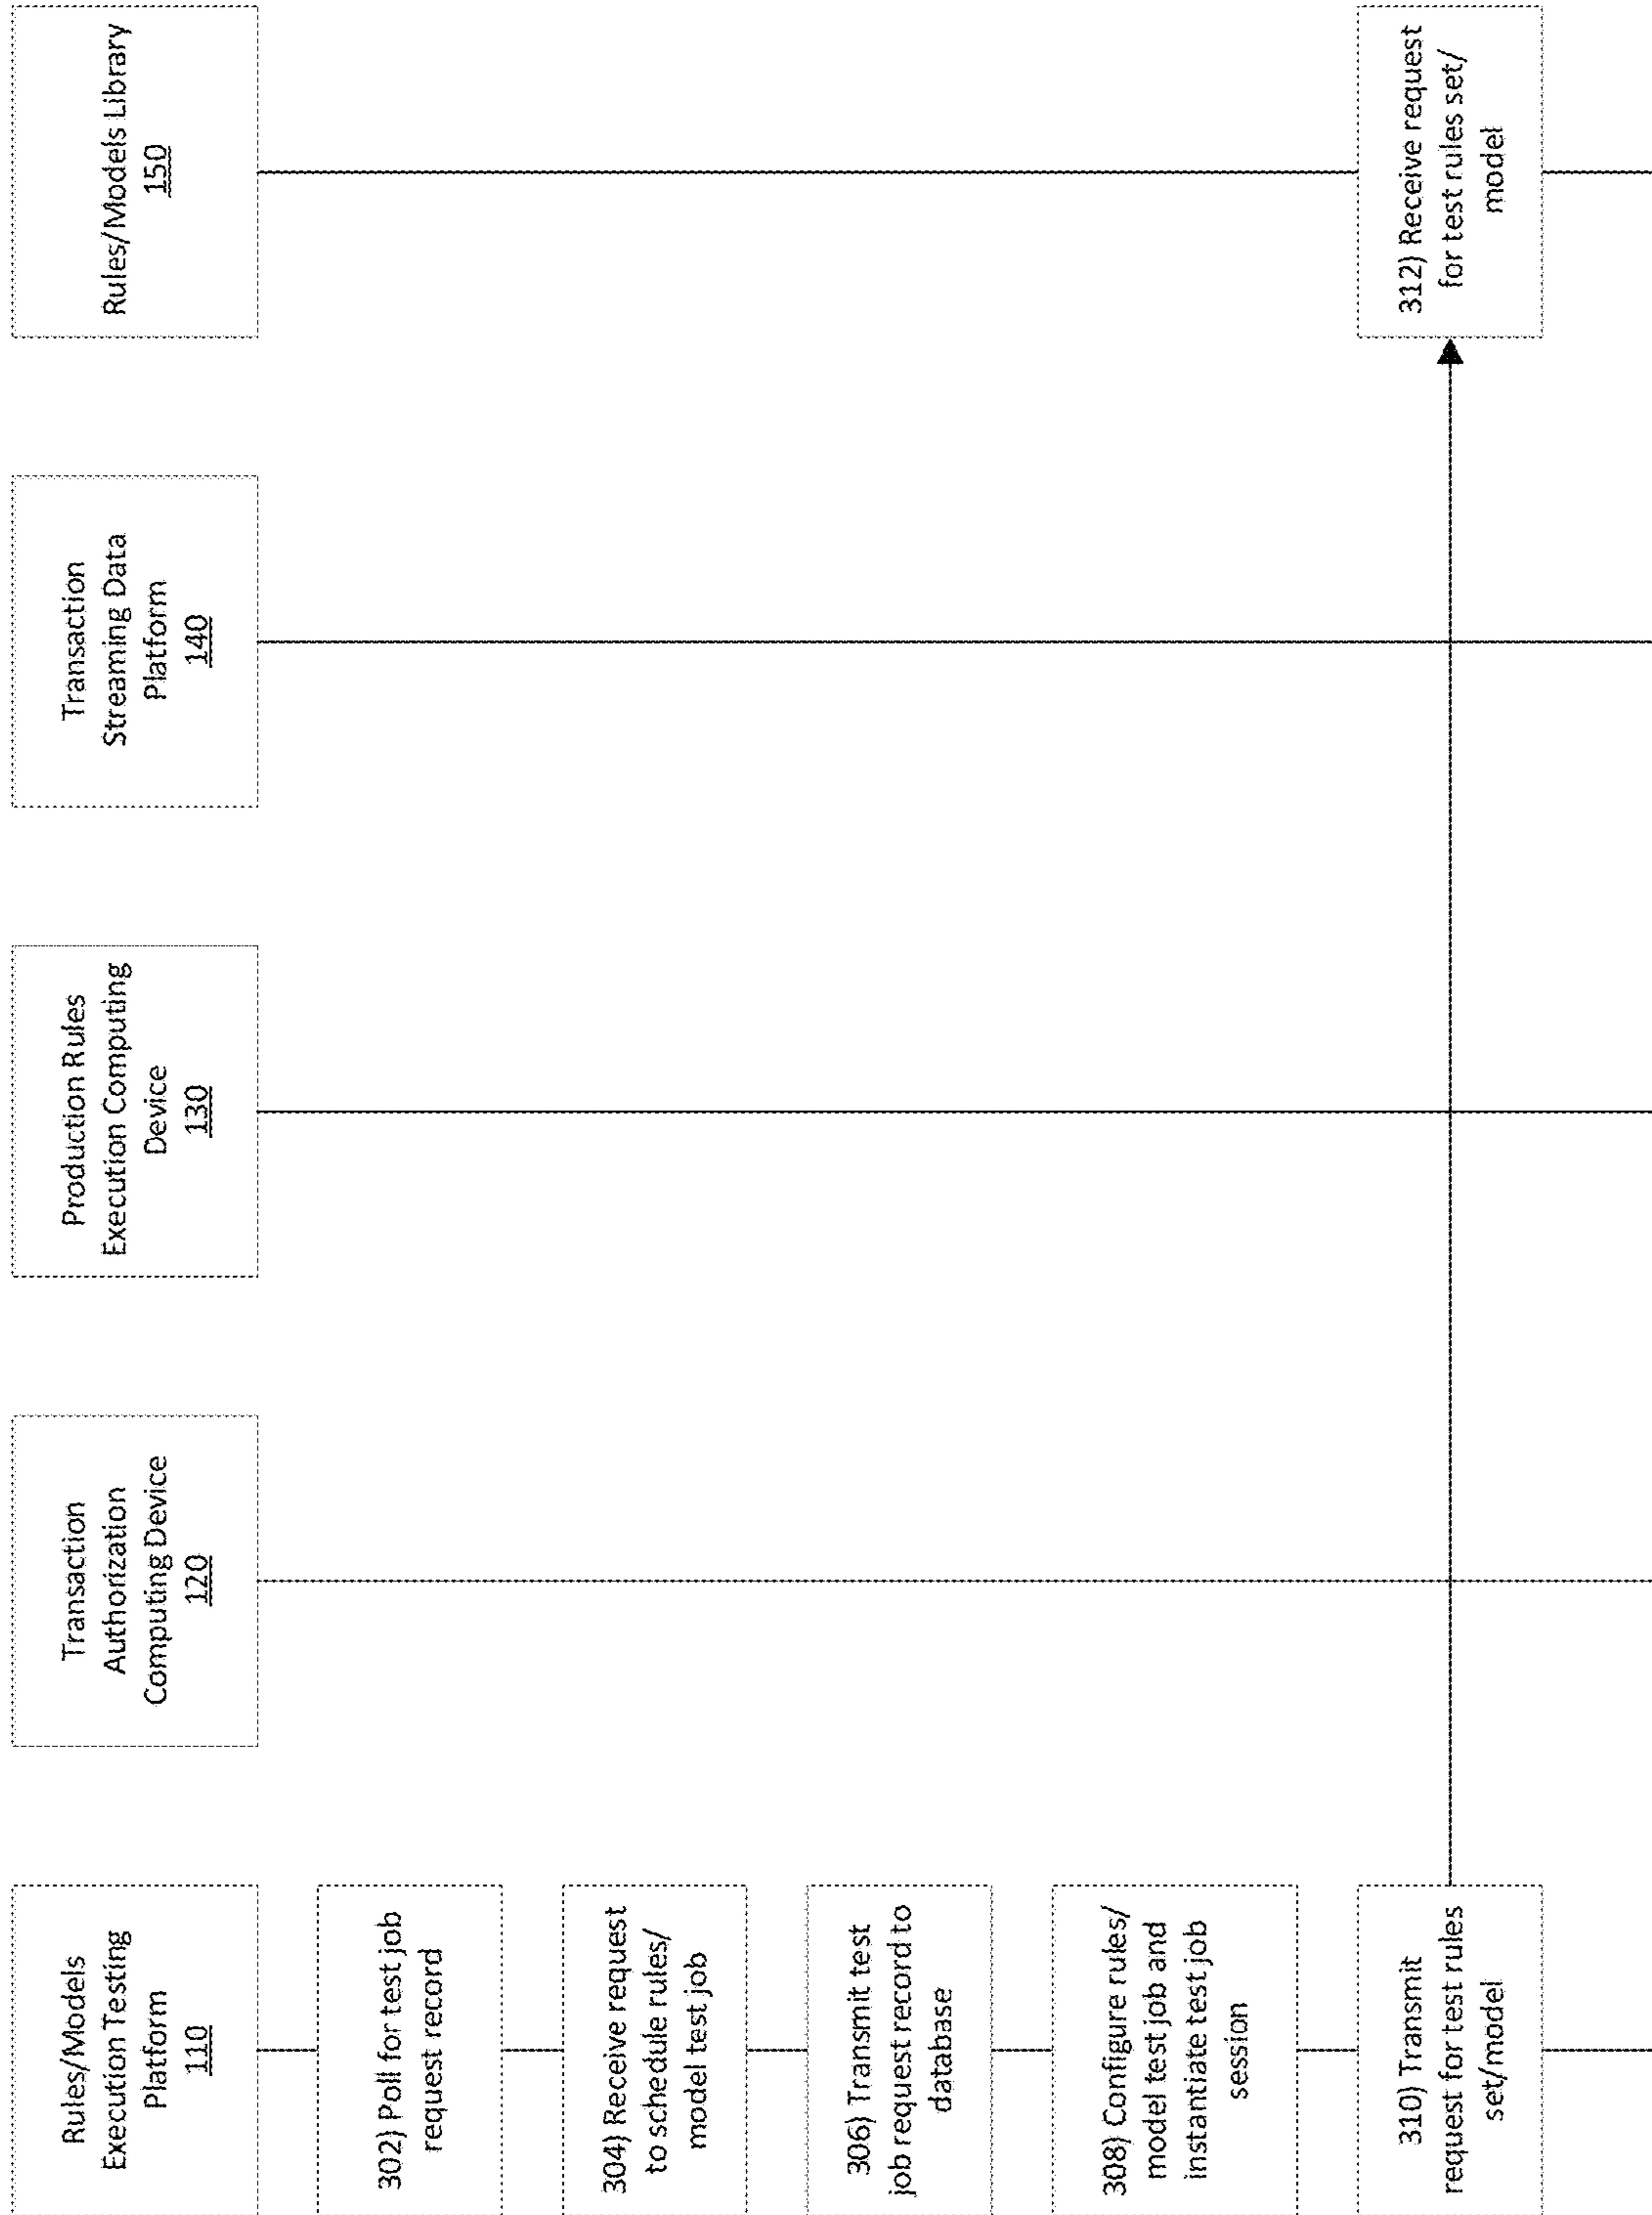 Rules/Models
Execution Testing
Platform
110
Transaction
Authorization
Computing Device
120
Production Rules
Execution Computing
Device
130
Transaction
Streaming Data
Platform
140
Rules/Models Library
150
302) Poll for test job
request record
304) Receive request
to schedule rules/
model test job
306) Transmit test
job request record to
database
308) Configure rules/
model test job and
instantiate test job
session
310) Transmit
request for test rules
set/model
312) Receive request
for test rules set/
model